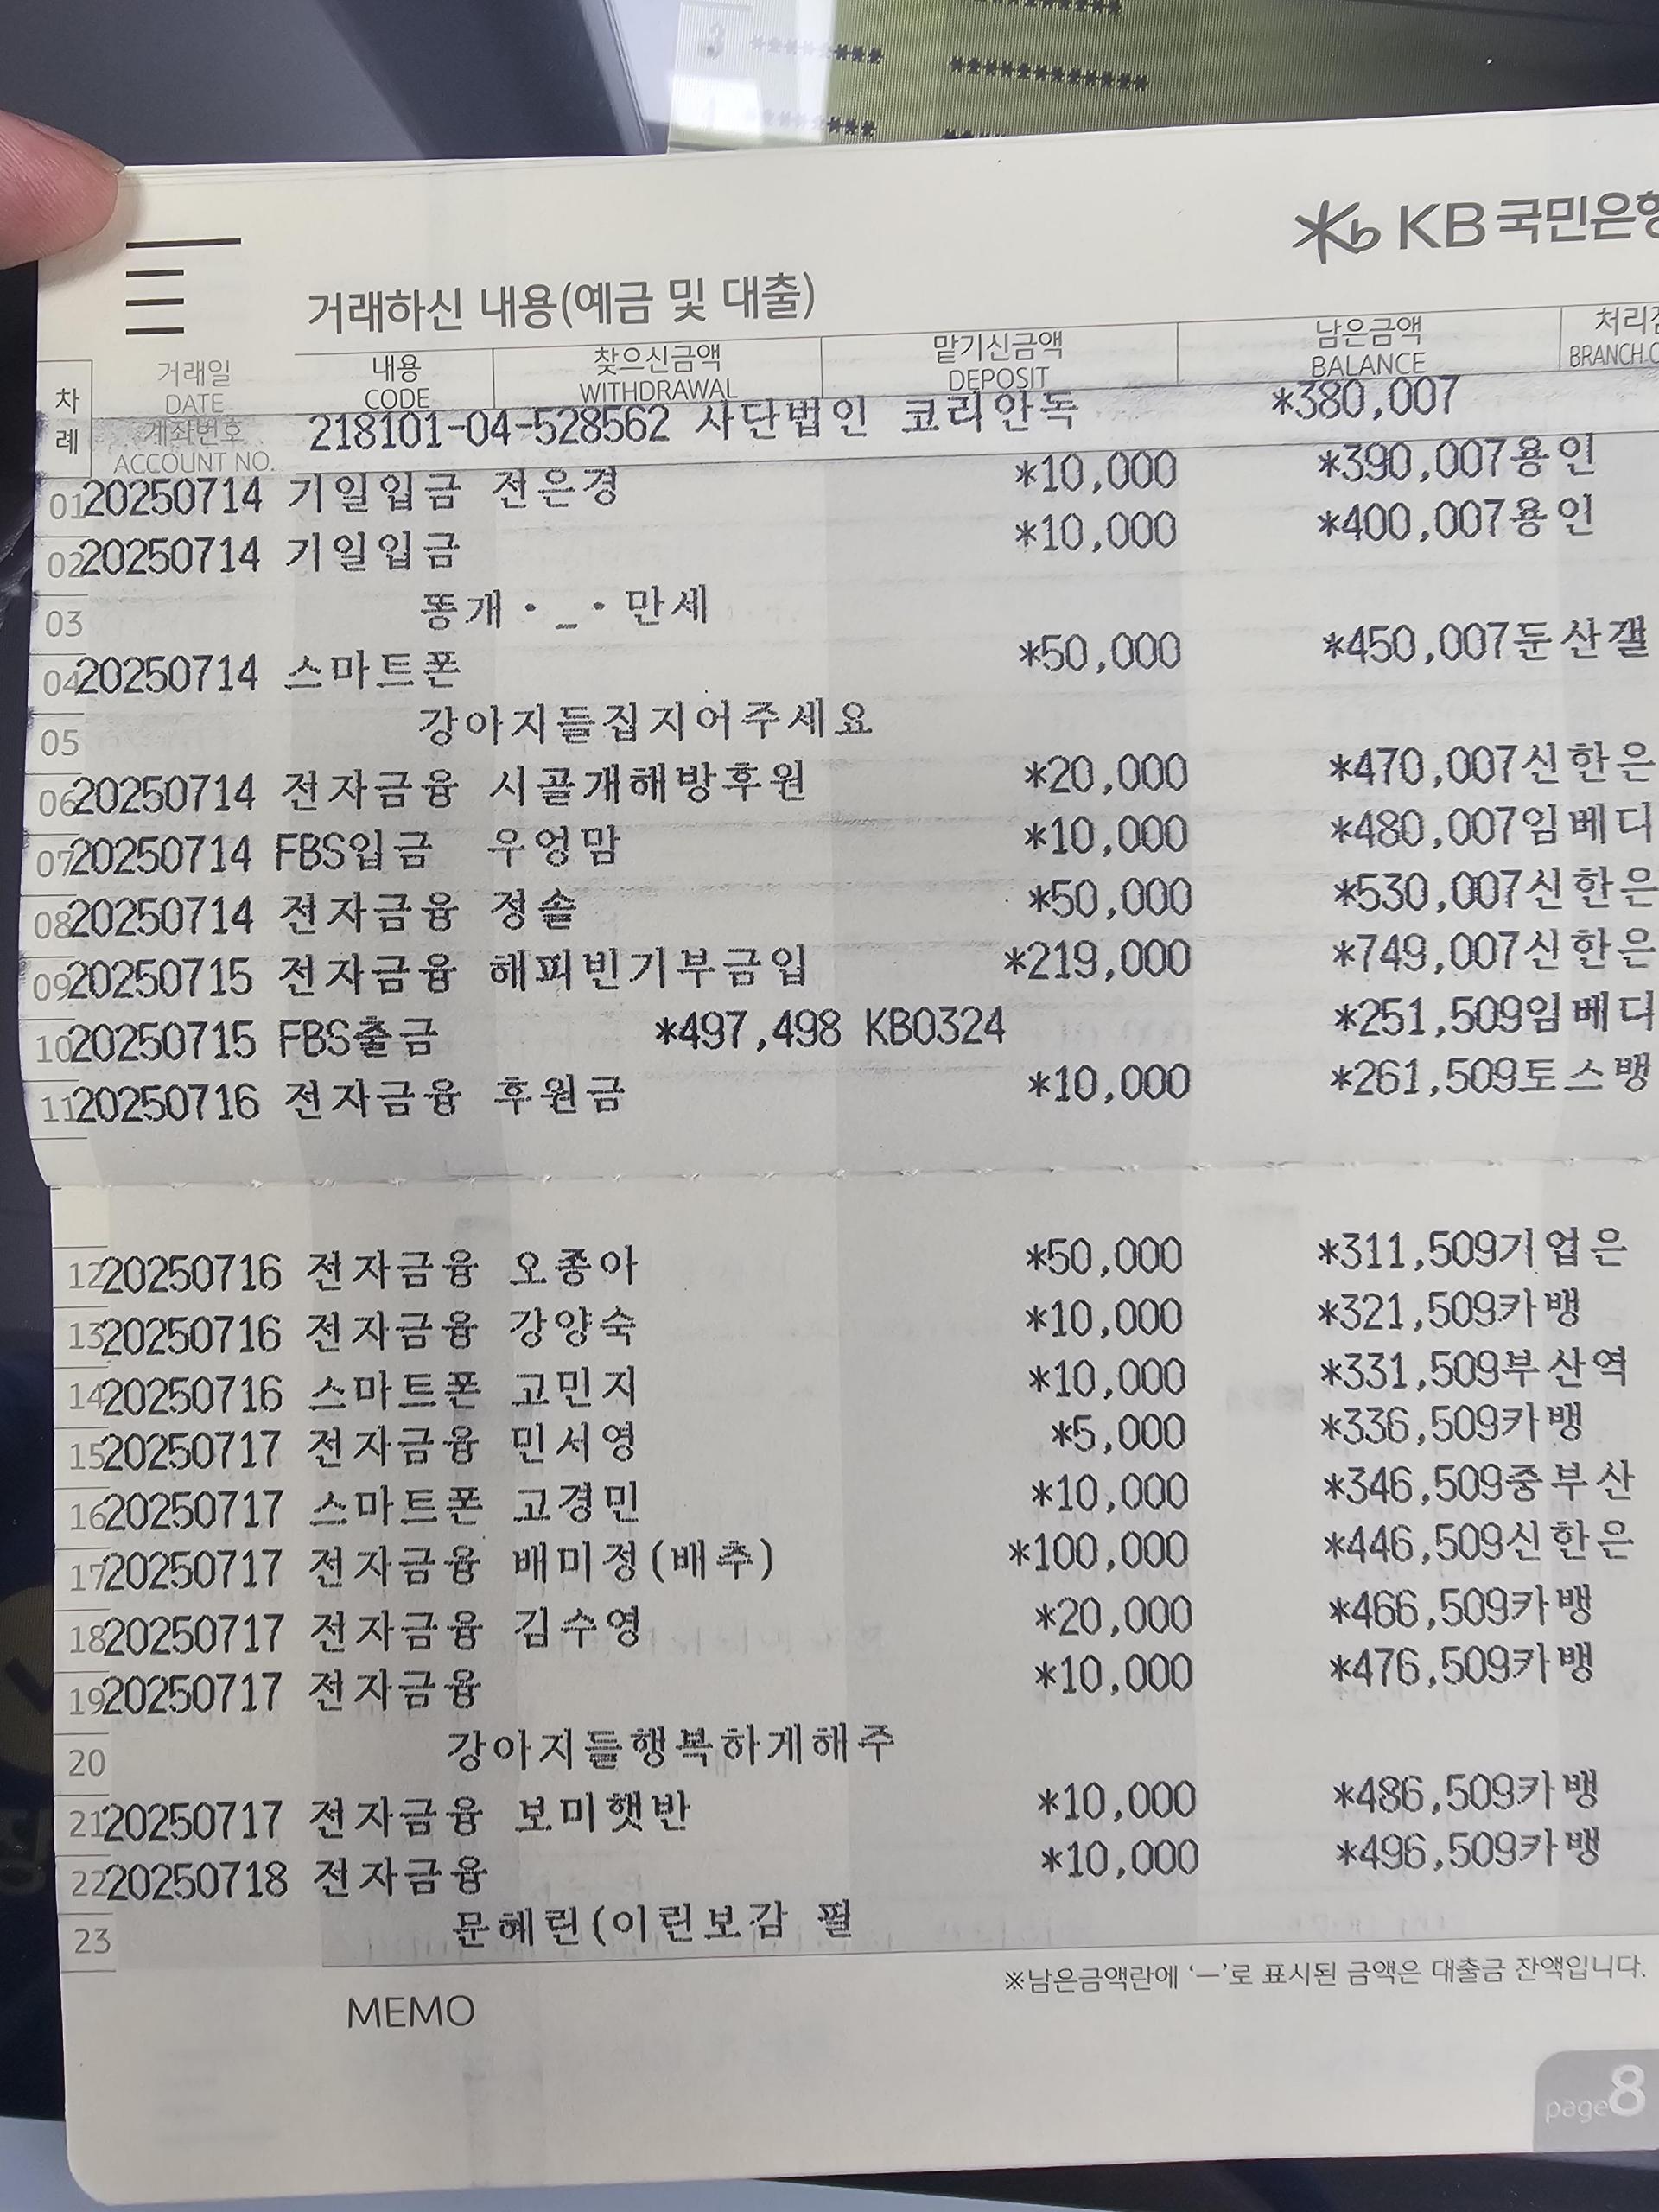 3 ******** ************
KB 국민은행
거래하신 내용(예금 및 대출)
차례 거래일 DATE 내용 CODE 찾으신금액 WITHDRAWAL 맡기신금액 DEPOSIT 남은금액 BALANCE
계좌번호 ACCOUNT NO. 218101-04-528562 사단법인 코리안독 *380,007
01 20250714 기일입금 전은경 *10,000 *390,007용인
02 20250714 기일입금 *10,000 *400,007용인
03 똥개·_·만세
04 20250714 스마트폰 *50,000 *450,007둔산갤
05 강아지들집지어주세요
06 20250714 전자금융 시골개해방후원 *20,000 *470,007신한은
07 20250714 FBS입금 우엉맘 *10,000 *480,007임베디
08 20250714 전자금융 정솔 *50,000 *530,007신한은
09 20250715 전자금융 해피빈기부금입 *219,000 *749,007신한은
10 20250715 FBS출금 *497,498 KB0324 *251,509임베디
11 20250716 전자금융 후원금 *10,000 *261,509토스뱅
12 20250716 전자금융 오종아 *50,000 *311,509기업은
13 20250716 전자금융 강양숙 *10,000 *321,509카뱅
14 20250716 스마트폰 고민지 *10,000 *331,509부산역
15 20250717 전자금융 민서영 *5,000 *336,509카뱅
16 20250717 스마트폰 고경민 *10,000 *346,509중부산
17 20250717 전자금융 배미정(배추) *100,000 *446,509신한은
18 20250717 전자금융 김수영 *20,000 *466,509카뱅
19 20250717 전자금융 *10,000 *476,509카뱅
20 강아지들행복하게해주
21 20250717 전자금융 보미햇반 *10,000 *486,509카뱅
22 20250718 전자금융 *10,000 *496,509카뱅
23 문혜린(이린보감 펄
※남은금액란에 '—'로 표시된 금액은 대출금 잔액입니다.
MEMO
page8